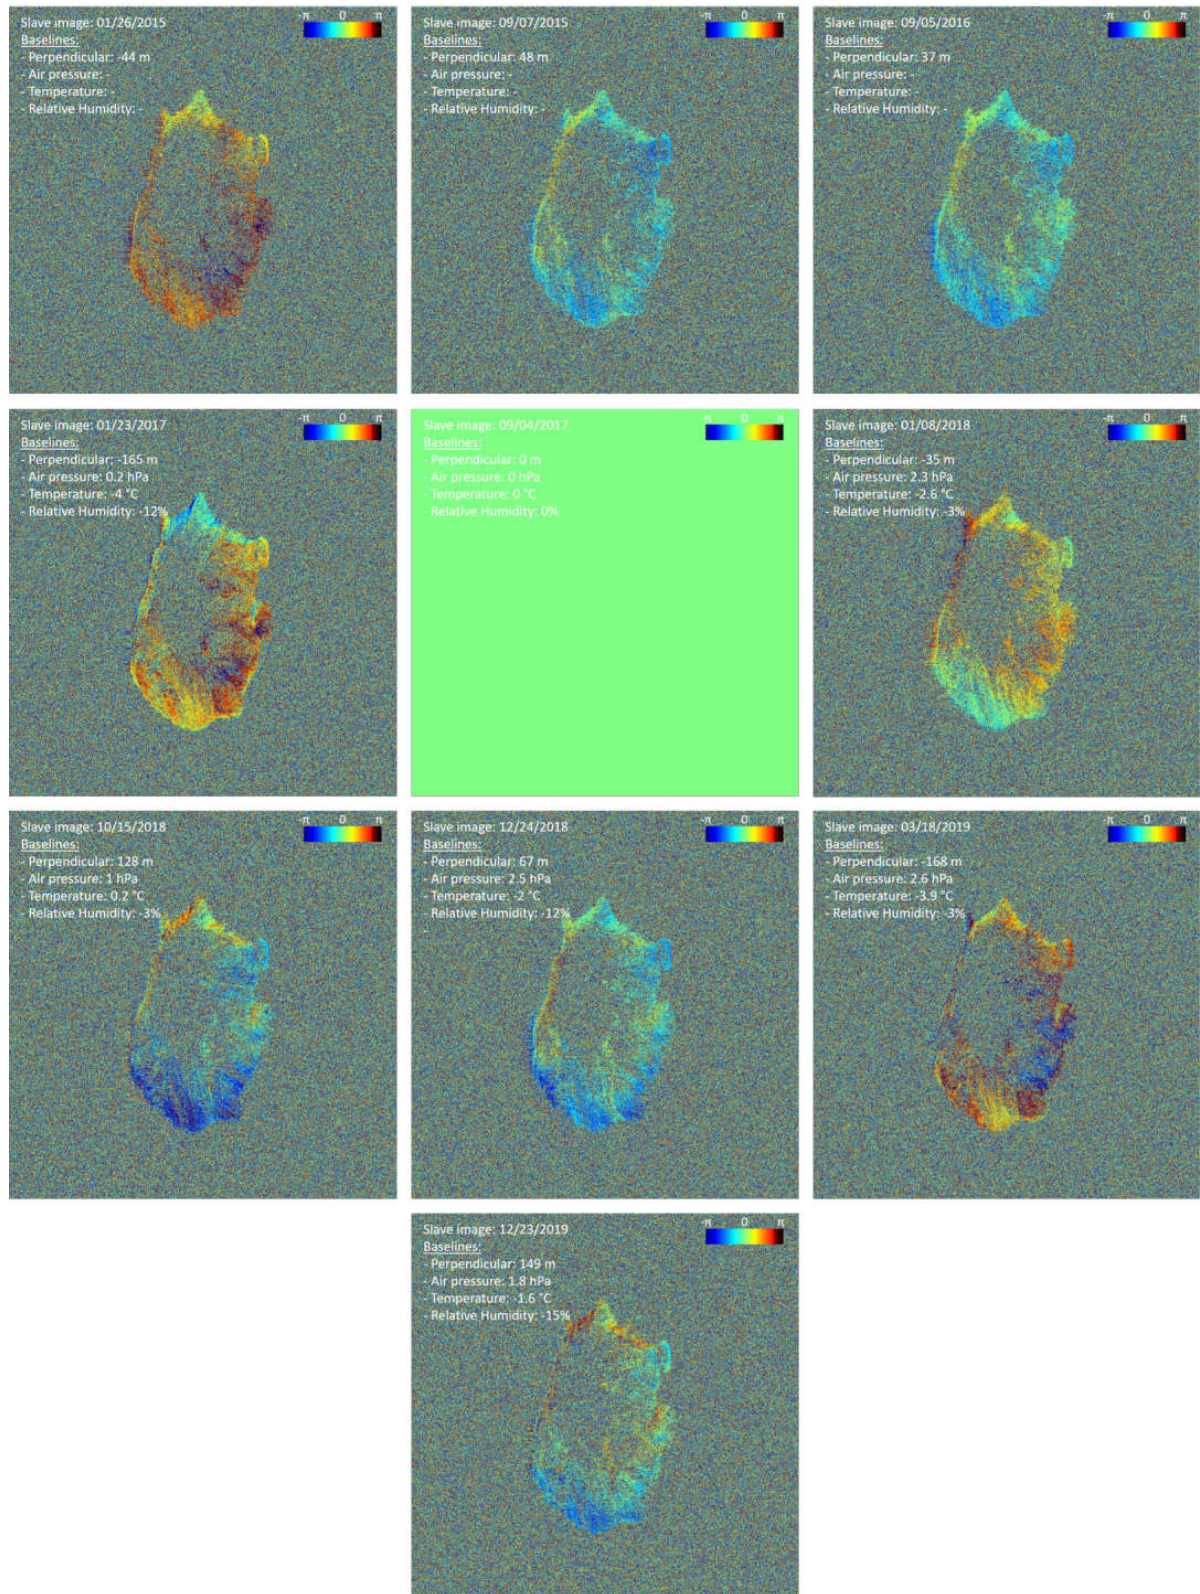 Slave image: 01/26/2015
-π 0 π
Baselines:
- Perpendicular: -44 m
- Air pressure: -
- Temperature: -
- Relative Humidity: -
Slave image: 09/07/2015
-π 0 π
Baselines:
- Perpendicular: 48 m
- Air pressure: -
- Temperature: -
- Relative Humidity: -
Slave image: 09/05/2016
-π 0 π
Baselines:
- Perpendicular: 37 m
- Air pressure: -
- Temperature: -
- Relative Humidity: -
Slave image: 01/23/2017
-π 0 π
Baselines:
- Perpendicular: -165 m
- Air pressure: 0.2 hPa
- Temperature: -4 °C
- Relative Humidity: -12%
Slave image: 09/04/2017
-π 0 π
Baselines:
- Perpendicular: 0 m
- Air pressure: 0 hPa
- Temperature: 0 °C
- Relative Humidity: 0%
Slave image: 01/08/2018
-π 0 π
Baselines:
- Perpendicular: -35 m
- Air pressure: 2.3 hPa
- Temperature: -2.6 °C
- Relative Humidity: -3%
Slave image: 10/15/2018
-π 0 π
Baselines:
- Perpendicular: 128 m
- Air pressure: 1 hPa
- Temperature: 0.2 °C
- Relative Humidity: -3%
Slave image: 12/24/2018
-π 0 π
Baselines:
- Perpendicular: 67 m
- Air pressure: 2.5 hPa
- Temperature: -2 °C
- Relative Humidity: -12%
-
Slave image: 03/18/2019
-π 0 π
Baselines:
- Perpendicular: -168 m
- Air pressure: 2.6 hPa
- Temperature: -3.9 °C
- Relative Humidity: -3%
Slave image: 12/23/2019
-π 0 π
Baselines:
- Perpendicular: 149 m
- Air pressure: 1.8 hPa
- Temperature: -1.6 °C
- Relative Humidity: -15%